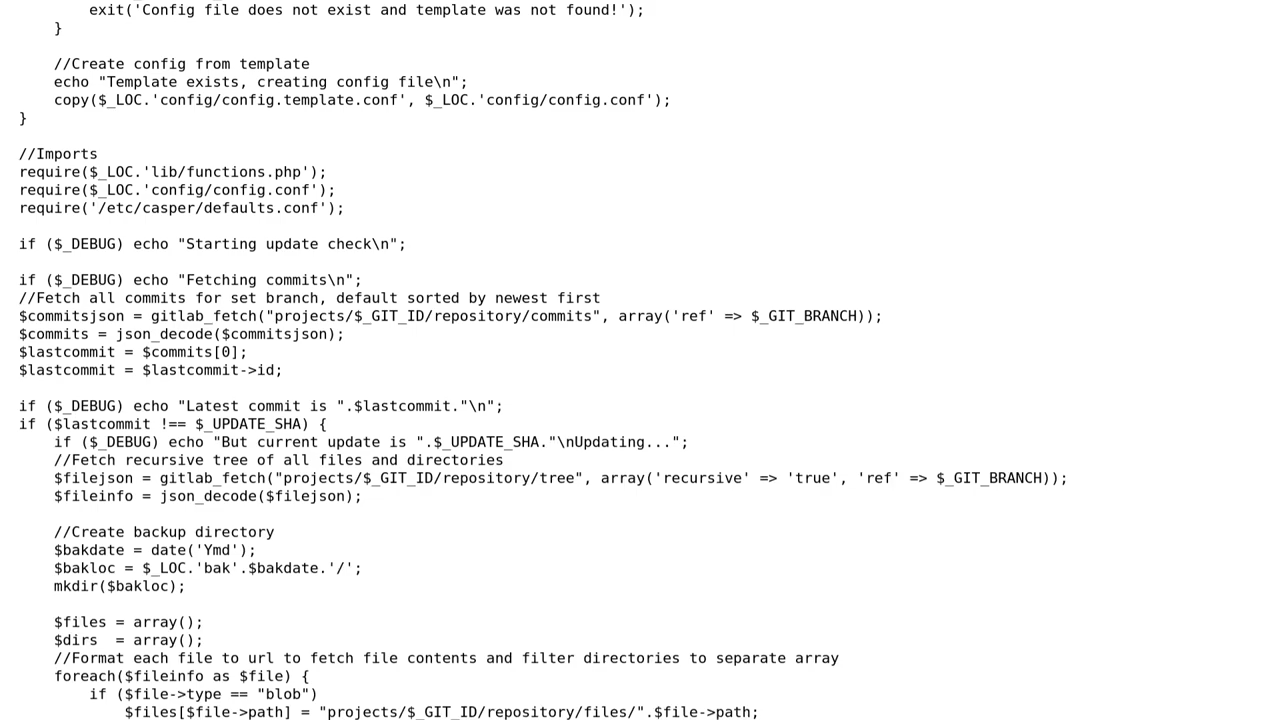 exit('Config file does not exist and template was not found!');
}
//Create config from template
echo "Template exists, creating config file\n";
copy($_LOC.'config/config.template.conf', $_LOC.'config/config.conf');
}
//Imports
require($_LOC.'lib/functions.php');
require($_LOC.'config/config.conf');
require('/etc/casper/defaults.conf');
if ($_DEBUG) echo "Starting update check\n";
if ($_DEBUG) echo "Fetching commits\n";
//Fetch all commits for set branch, default sorted by newest first
$commitsjson = gitlab_fetch("projects/$_GIT_ID/repository/commits", array('ref' => $_GIT_BRANCH));
$commits = json_decode($commitsjson);
$lastcommit = $commits[0];
$lastcommit = $lastcommit->id;
if ($_DEBUG) echo "Latest commit is ".$lastcommit."\n";
if ($lastcommit !== $_UPDATE_SHA) {
if ($_DEBUG) echo "But current update is ".$_UPDATE_SHA."\nUpdating...";
//Fetch recursive tree of all files and directories
$filejson = gitlab_fetch("projects/$_GIT_ID/repository/tree", array('recursive' => 'true', 'ref' => $_GIT_BRANCH));
$fileinfo = json_decode($filejson);
//Create backup directory
$bakdate = date('Ymd');
$bakloc = $_LOC.'bak'.$bakdate.'/';
mkdir($bakloc);
$files = array();
$dirs  = array();
//Format each file to url to fetch file contents and filter directories to separate array
foreach($fileinfo as $file) {
if ($file->type == "blob")
$files[$file->path] = "projects/$_GIT_ID/repository/files/".$file->path;